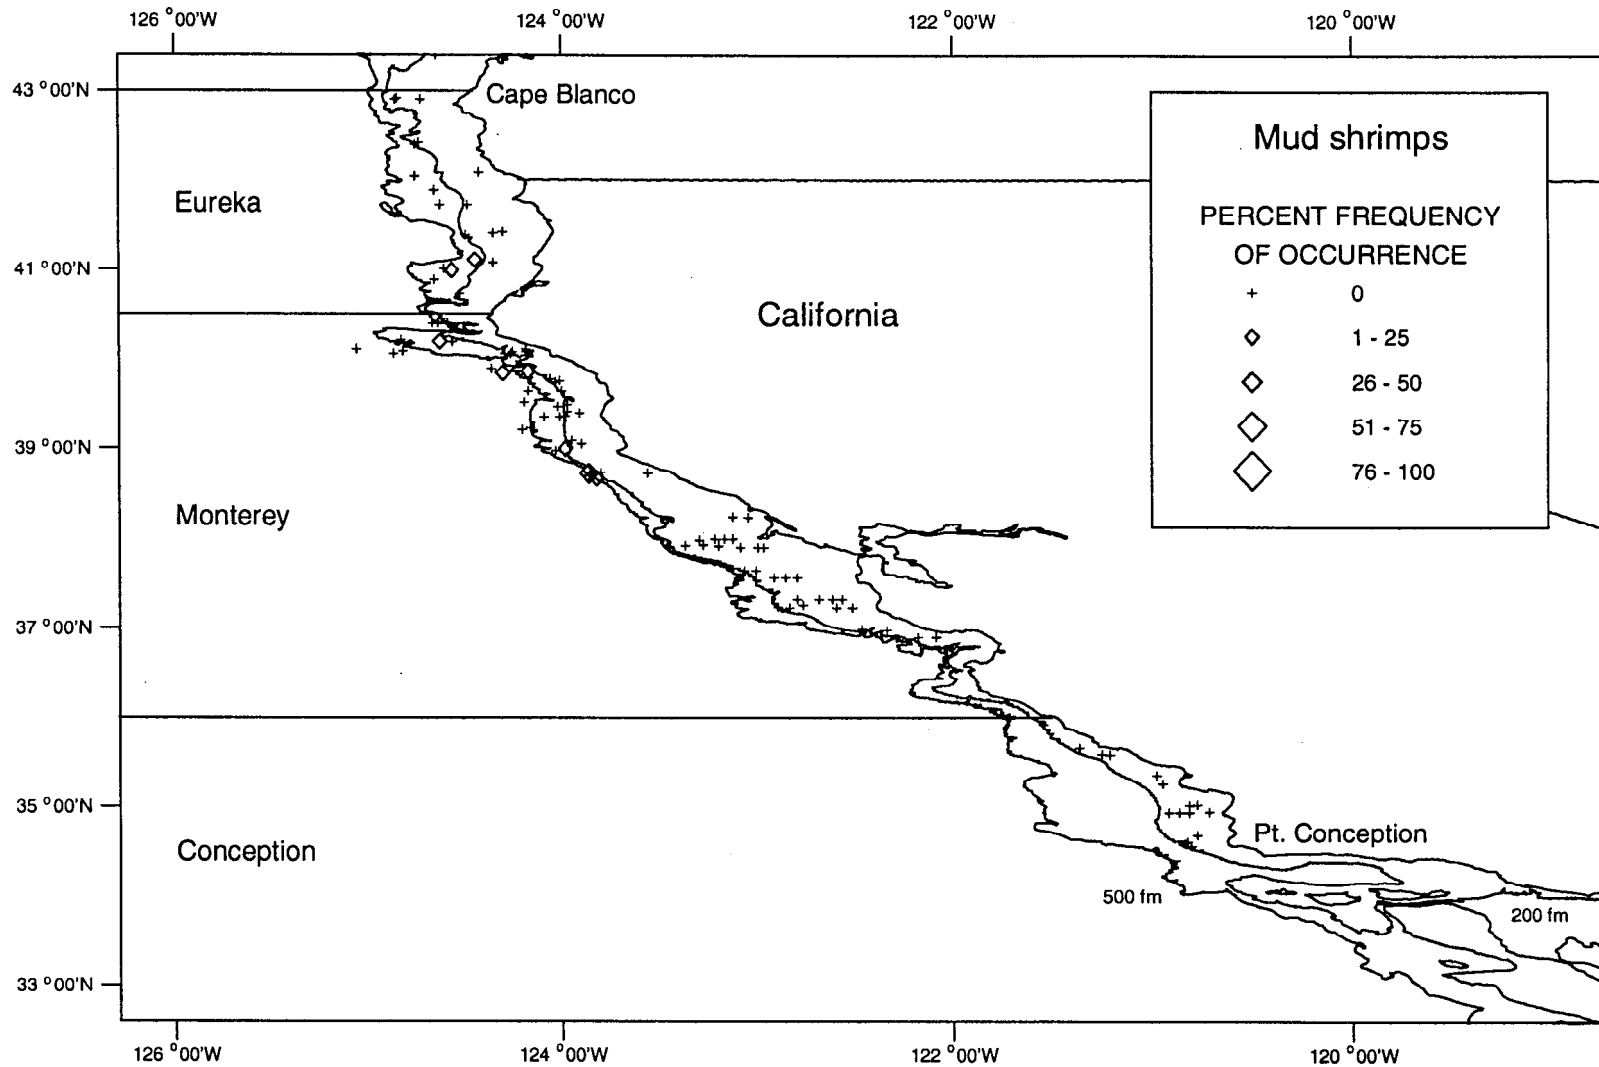 126 °00'W 124 °00'W 122 °00'W 120 °00'W
43 °00'N
Cape Blanco
Mud shrimps
Eureka
PERCENT FREQUENCY
OF OCCURRENCE
41 °00'N
0
California
1 - 25
26 - 50
51 - 75
39 °00'N
76 - 100
Monterey
37 °00'N
35 °00'N
Pt. Conception
Conception
500 fm
200 fm
33 °00'N
126 °00'W 124 °00'W 122 °00'W 120 °00'W